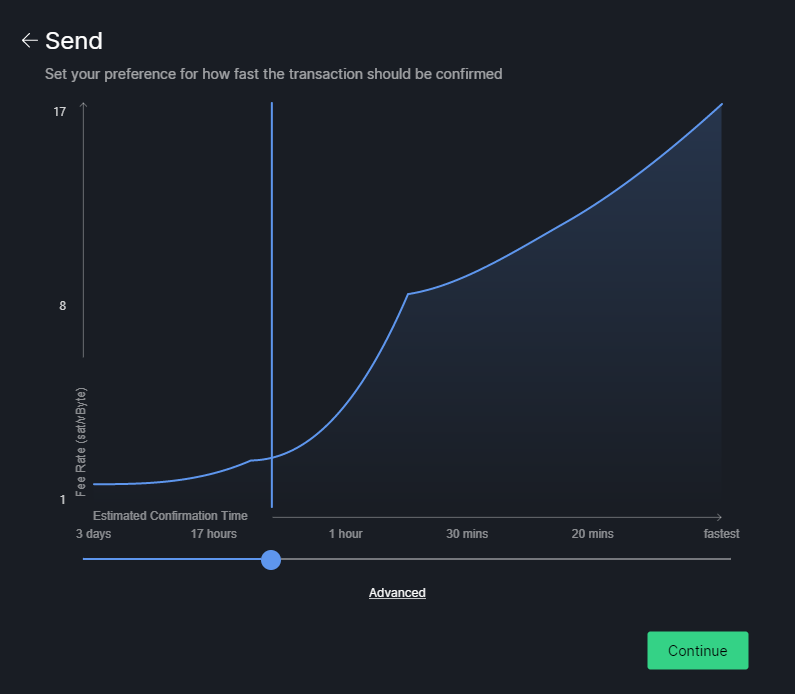 Send
Set your preference for how fast the transaction should be confirmed
17
8
Fee Rate (sat/vByte)
1
Estimated Confirmation Time
3 days 17 hours 1 hour 30 mins 20 mins fastest
Advanced
Continue